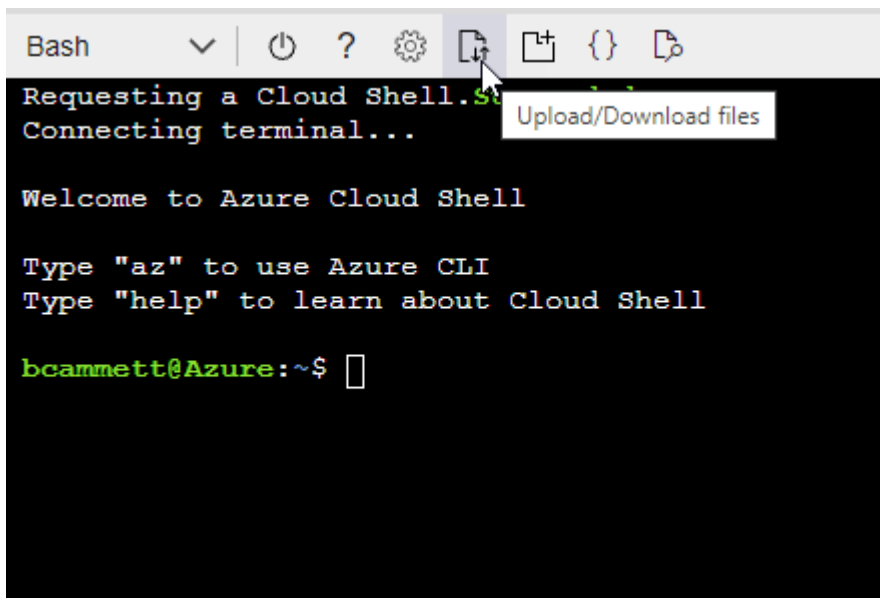 Bash ? {}
Requesting a Cloud Shell.
Upload/Download files
Connecting terminal...
Welcome to Azure Cloud Shell
Type "az" to use Azure CLI
Type "help" to learn about Cloud Shell
bcammett@Azure:~$